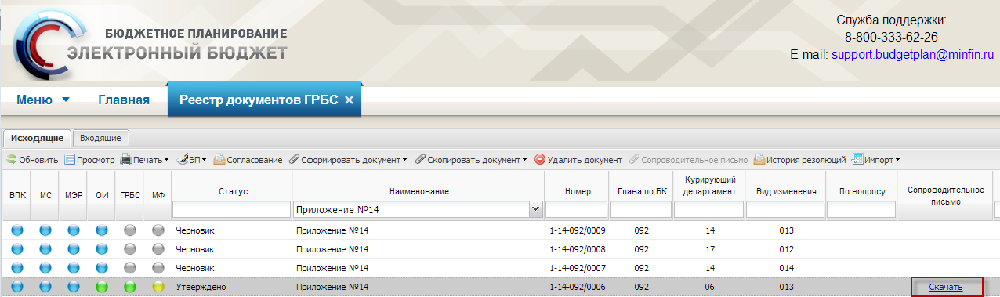 БЮДЖЕТНОЕ ПЛАНИРОВАНИЕ
ЭЛЕКТРОННЫЙ БЮДЖЕТ
Служба поддержки:
8-800-333-62-26
E-mail: support.budgetplan@minfin.ru
Меню Главная Реестр документов ГРБС
Исходящие Входящие
Обновить Просмотр Печать ЭП Согласование Сформировать документ Скопировать документ Удалить документ Сопроводительное письмо История резолюций Импорт
ВПК МС МЭР ОИ ГРБС МФ Статус Наименование Номер Глава по БК Курирующий департамент Вид изменения По вопросу Сопроводительное письмо
Приложение №14
Черновик Приложение №14 1-14-092/0009 092 14 013
Черновик Приложение №14 1-14-092/0008 092 17 012
Черновик Приложение №14 1-14-092/0007 092 14 014
Утверждено Приложение №14 1-14-092/0006 092 06 013 Скачать